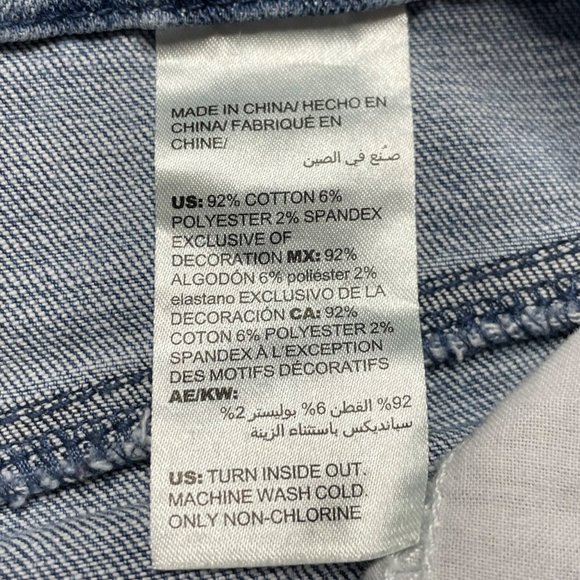 MADE IN CHINA/ HECHO EN
CHINA/ FABRIQUÉ EN
CHINE/
صُنع في الصين
US: 92% COTTON 6%
POLYESTER 2% SPANDEX
EXCLUSIVE OF
DECORATION MX: 92%
ALGODÓN 6% poliéster 2%
elastano EXCLUSIVO DE LA
DECORACIÓN CA: 92%
COTON 6% POLYESTER 2%
SPANDEX À L'EXCEPTION
DES MOTIFS DÉCORATIFS
AE/KW:
92% القطن 6% بوليستر 2%
سبانديكس باستثناء الزينة
US: TURN INSIDE OUT.
MACHINE WASH COLD.
ONLY NON-CHLORINE